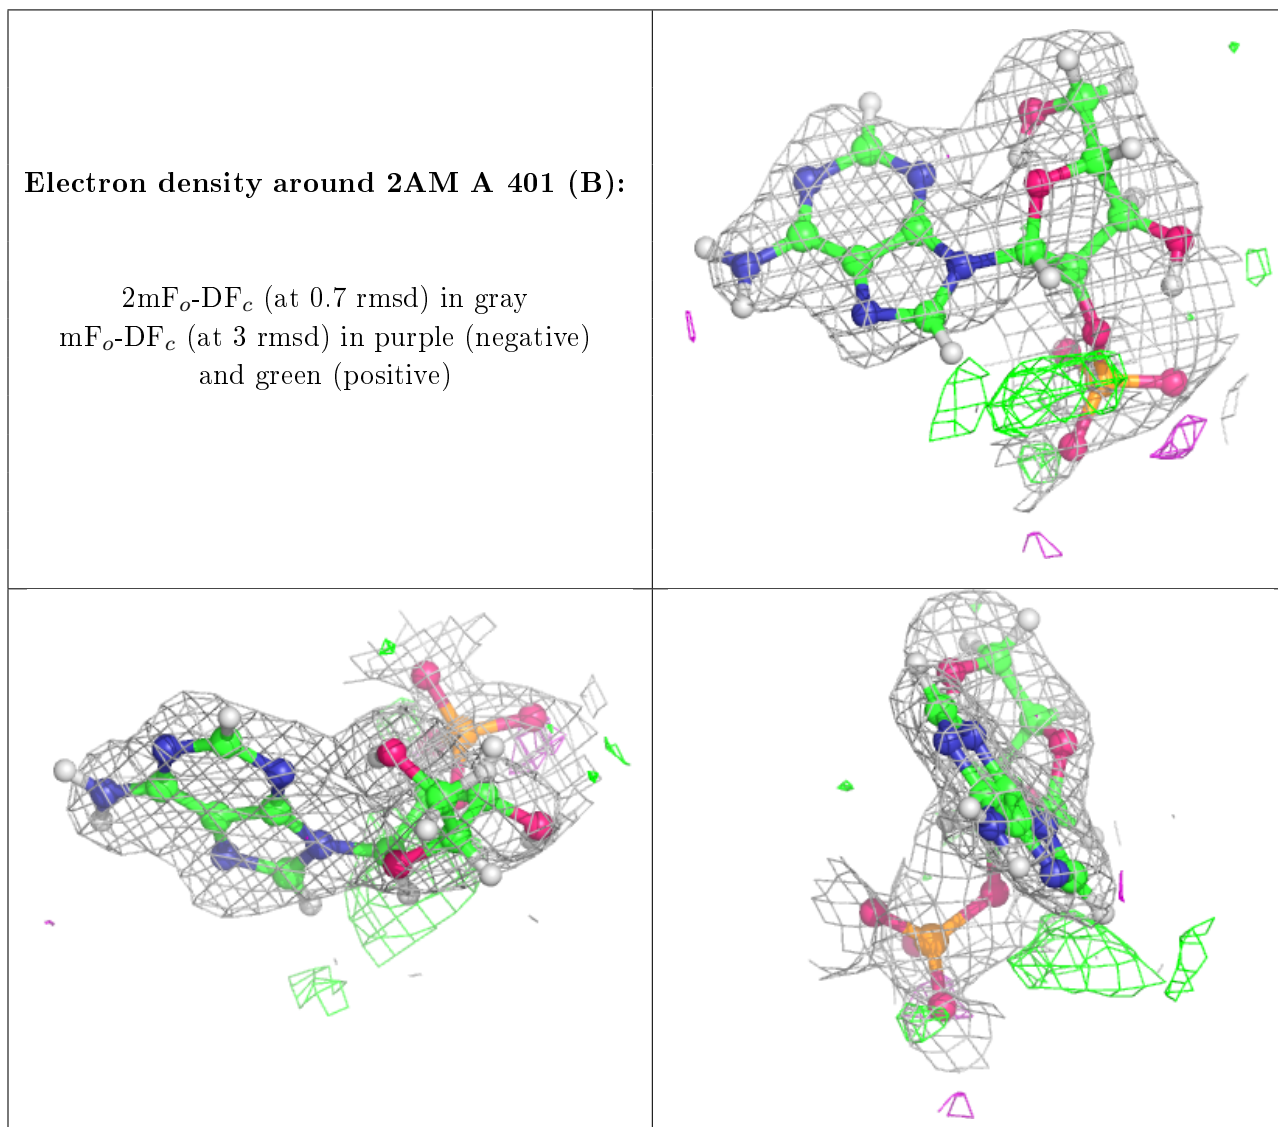 Electron density around 2AM A 401 (B):
2mFo-DFc (at 0.7 rmsd) in gray
mFo-DFc (at 3 rmsd) in purple (negative)
and green (positive)